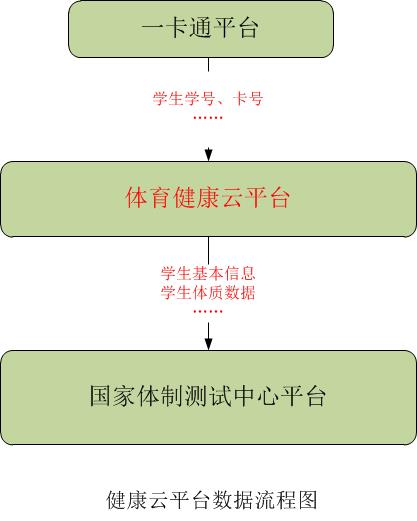 一卡通平台
学生学号、卡号
……
体育健康云平台
学生基本信息
学生体质数据
……
国家体制测试中心平台
健康云平台数据流程图